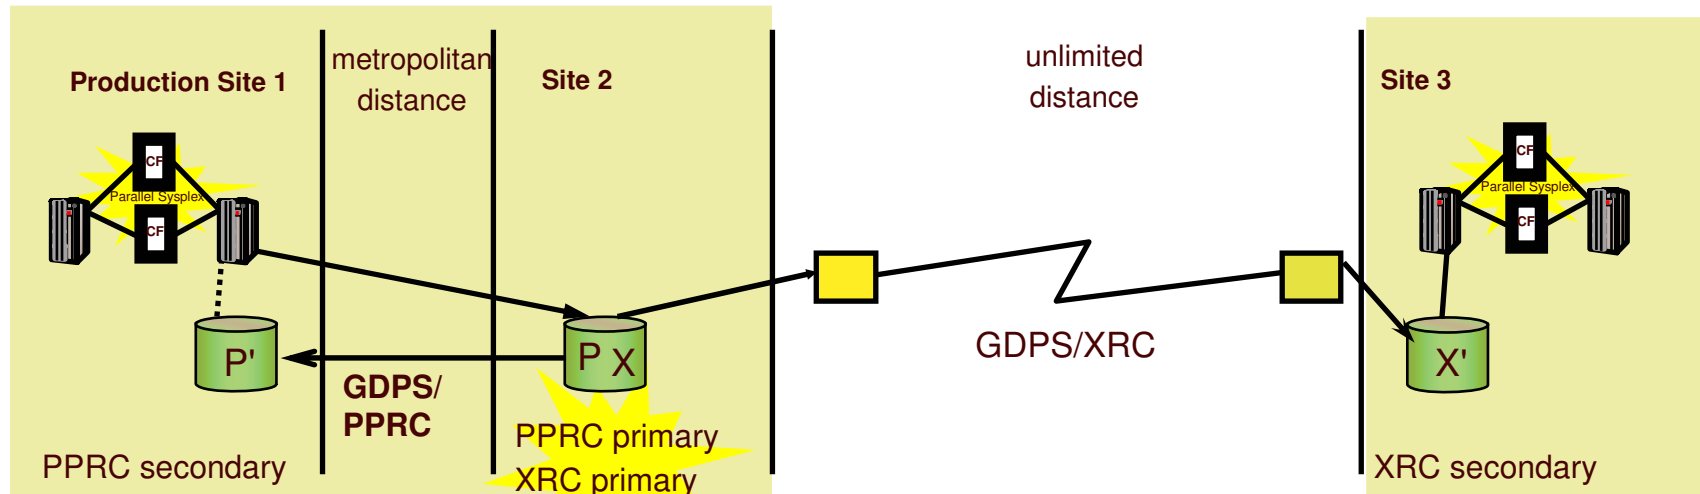 Production Site 1
metropolitan
distance
Site 2
unlimited
distance
Site 3
CF
Parallel Sysplex
CF
CF
Parallel Sysplex
CF
P'
P X
GDPS/XRC
X'
GDPS/
PPRC
PPRC primary
XRC primary
PPRC secondary
XRC secondary